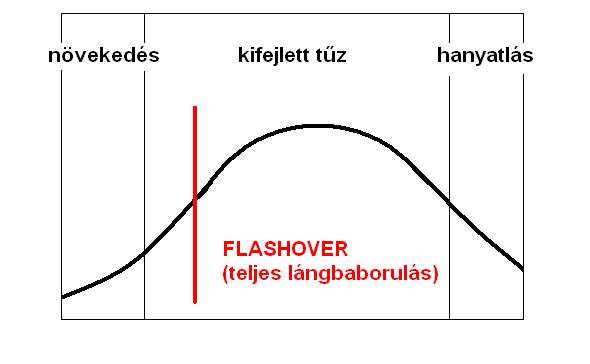 növekedés
kifejlett tűz
hanyatlás
FLASHOVER
(teljes lángbaborulás)